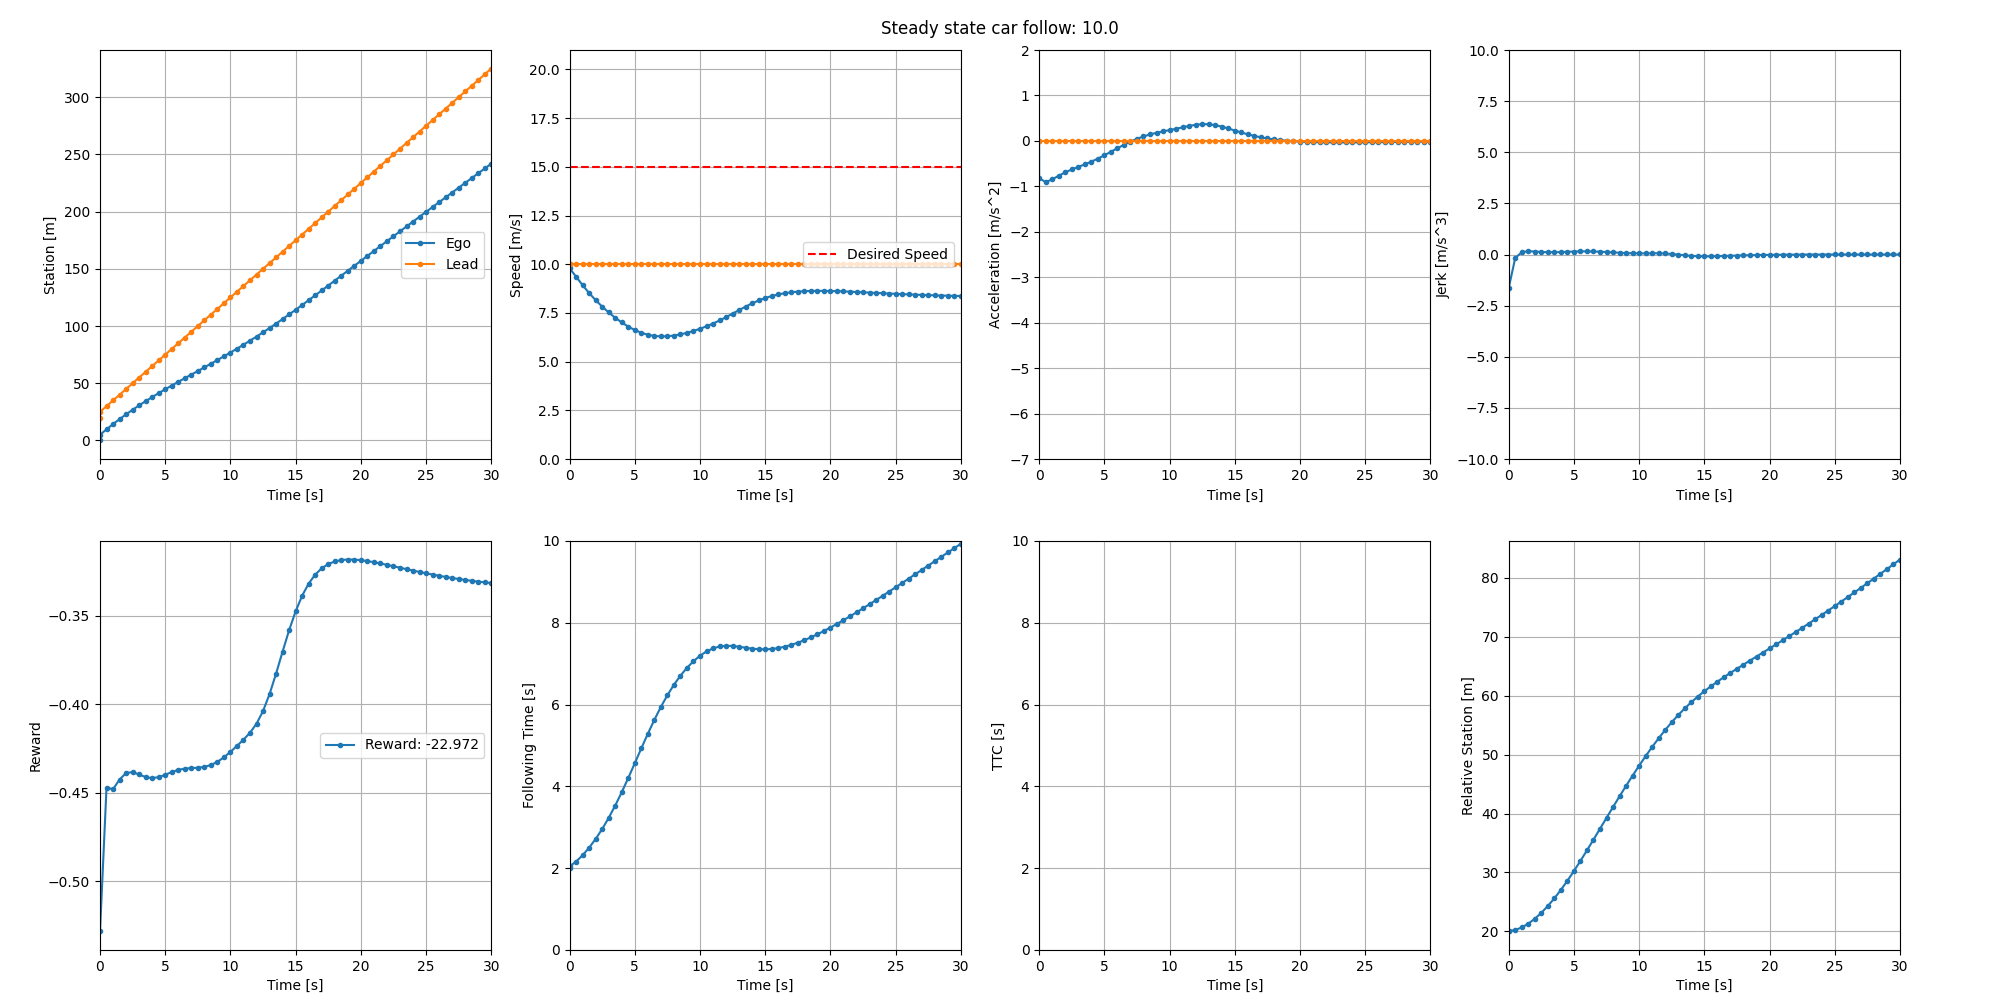 Steady state car follow: 10.0
Station [m]
300
250
200
150
100
50
0
Ego
Lead
0 5 10 15 20 25 30
Time [s]
Speed [m/s]
20.0
17.5
15.0
12.5
10.0
7.5
5.0
2.5
0.0
Desired Speed
0 5 10 15 20 25 30
Time [s]
Acceleration [m/s^2]
2
1
0
−1
−2
−3
−4
−5
−6
−7
0 5 10 15 20 25 30
Time [s]
Jerk [m/s^3]
10.0
7.5
5.0
2.5
0.0
−2.5
−5.0
−7.5
−10.0
0 5 10 15 20 25 30
Time [s]
Reward
−0.35
−0.40
−0.45
−0.50
Reward: -22.972
0 5 10 15 20 25 30
Time [s]
Following Time [s]
10
8
6
4
2
0
0 5 10 15 20 25 30
Time [s]
TTC [s]
10
8
6
4
2
0
0 5 10 15 20 25 30
Time [s]
Relative Station [m]
80
70
60
50
40
30
20
0 5 10 15 20 25 30
Time [s]